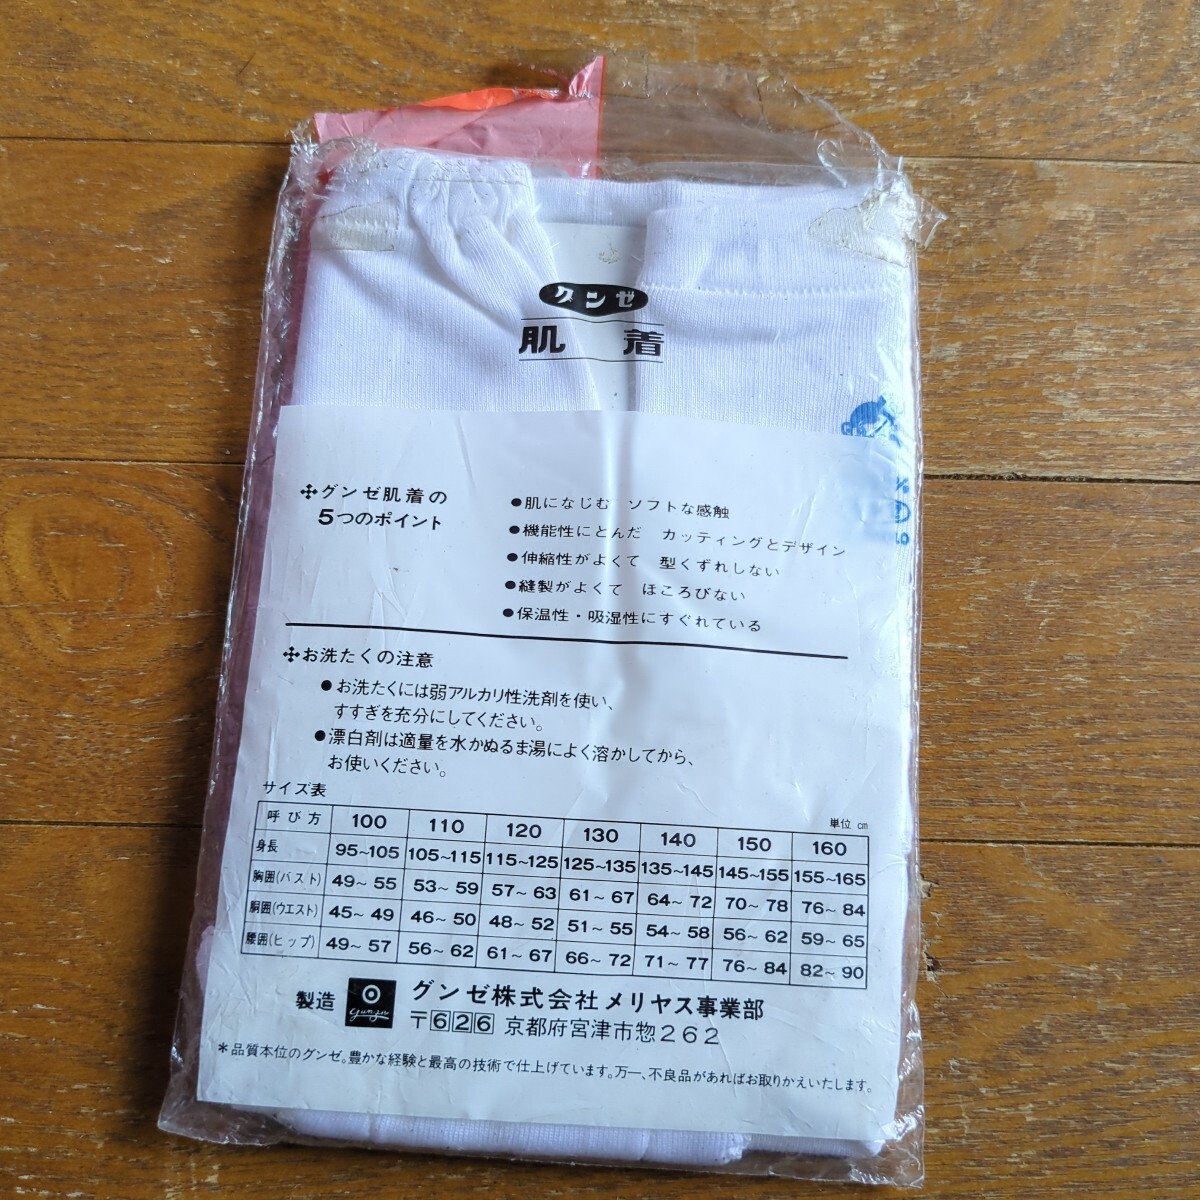 グンゼ
肌 着
✣グンゼ肌着の
5つのポイント
●肌になじむ ソフトな感触
●機能性にとんだ カッティングとデザイン
●伸縮性がよくて 型くずれしない
●縫製がよくて ほころびない
●保温性・吸湿性にすぐれている
✣お洗たくの注意
●お洗たくには弱アルカリ性洗剤を使い、
すすぎを充分にしてください。
●漂白剤は適量を水かぬるま湯によく溶かしてから、
お使いください。
サイズ表
単位 cm
呼び方 100 110 120 130 140 150 160
身長 95~105 105~115 115~125 125~135 135~145 145~155 155~165
胸囲(バスト) 49~55 53~59 57~63 61~67 64~72 70~78 76~84
胴囲(ウエスト) 45~49 46~50 48~52 51~55 54~58 56~62 59~65
腰囲(ヒップ) 49~57 56~62 61~67 66~72 71~77 76~84 82~90
製造 gunze グンゼ株式会社メリヤス事業部
〒626 京都府宮津市惣262
*品質本位のグンゼ。豊かな経験と最高の技術で仕上げています。万一、不良品があればお取りかえいたします。